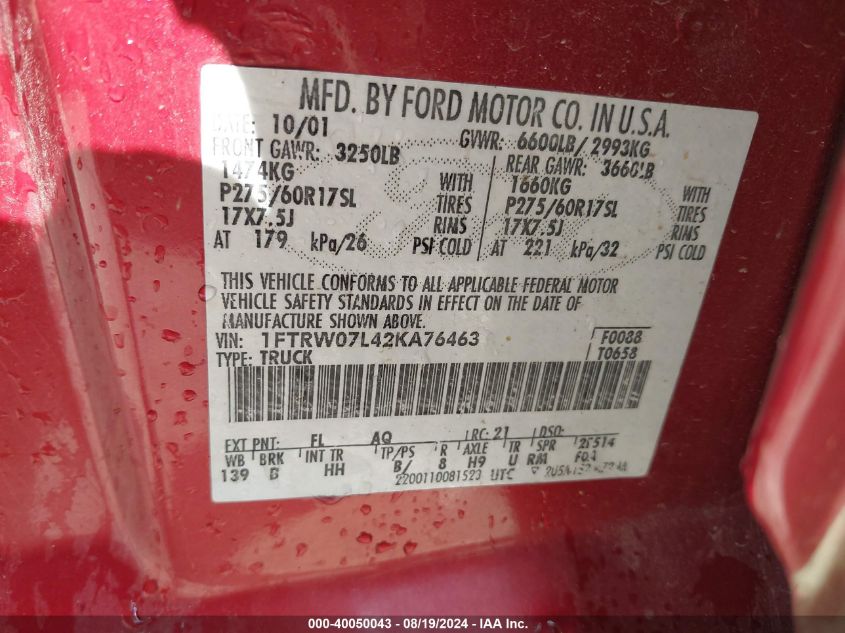 MFD. BY FORD MOTOR CO. IN U.S.A.
DATE: 10/01 GVWR: 6600LB/ 2993KG
FRONT GAWR: 3250LB REAR GAWR: 3660LB
1474KG WITH 1660KG WITH
P275/60R17SL TIRES P275/60R17SL TIRES
17X7.5J RIMS 17X7.5J RIMS
AT 179 kPa/26 PSI COLD AT 221 kPa/32 PSI COLD
THIS VEHICLE CONFORMS TO ALL APPLICABLE FEDERAL MOTOR
VEHICLE SAFETY STANDARDS IN EFFECT ON THE DATE OF
MANUFACTURE SHOWN ABOVE.
VIN: 1FTRW07L42KA76463 F0088
TYPE: TRUCK T0658
EXT PNT: FL AQ RC: 21 DSO:
WB BRK INT TR TP/PS R AXLE TR SPR 2F514
139 B HH B/ 8 H9 U RM
2200110081523 UTC
000-40050043 - 08/19/2024 - IAA Inc.